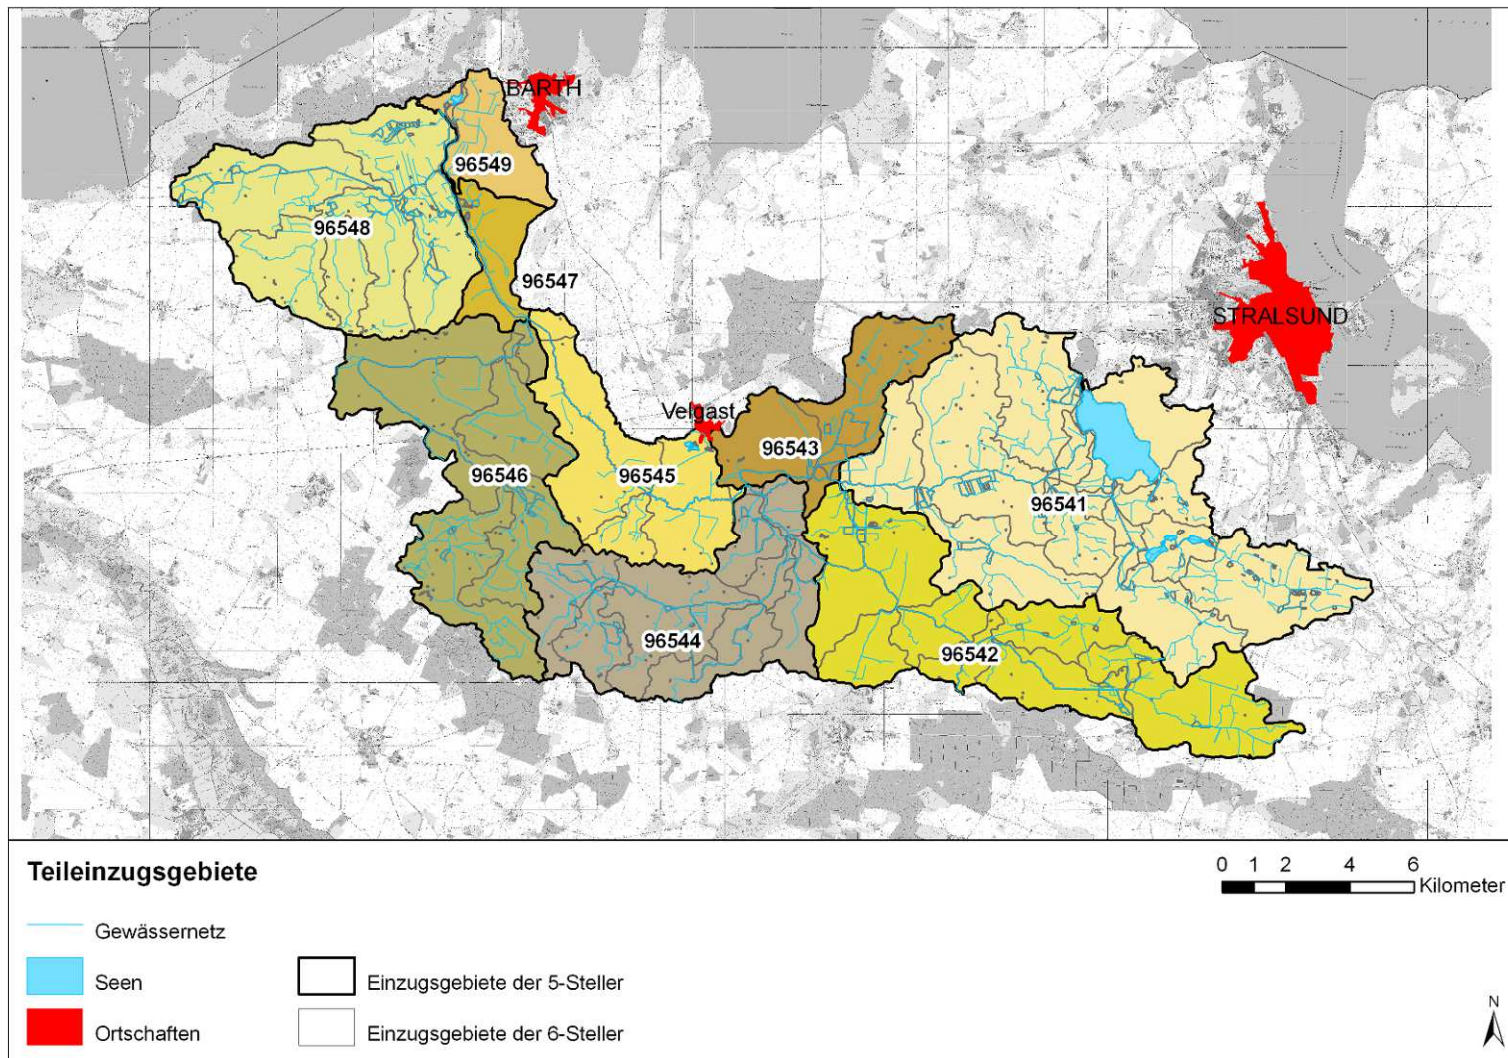 BARTH
96549
96548
96547
STRALSUND
Velgast
96543
96546
96545
96541
96544
96542
Teileinzugsgebiete
0 1 2 4 6
Kilometer
Gewässernetz
Seen
Einzugsgebiete der 5-Steller
Ortschaften
Einzugsgebiete der 6-Steller
N